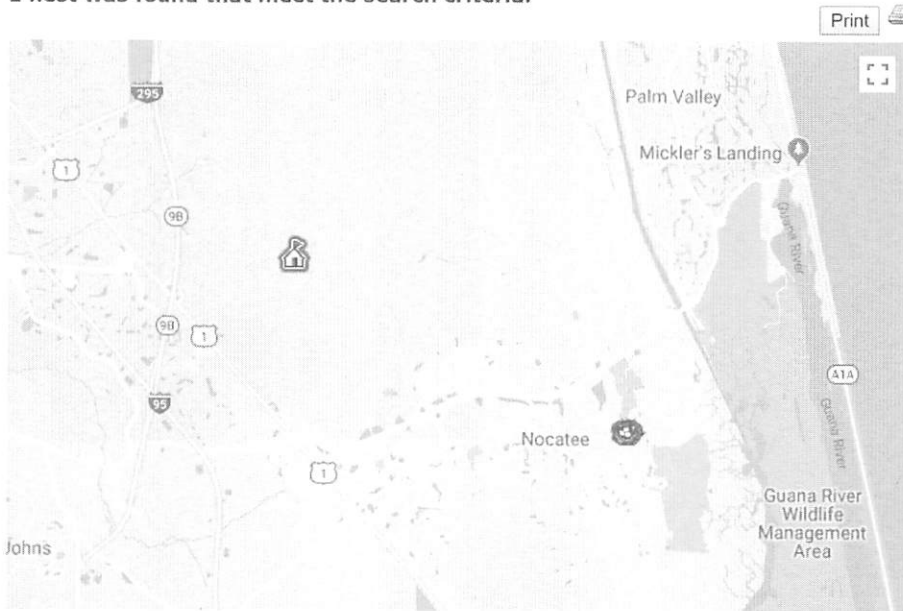 1 nest was found that meet the search criteria:
Print
295
Palm Valley
1
Mickler's Landing
9B
Guana River
9B
1
A1A
95
Guana River
Nocatee
1
Guana River
Wildlife
Management
Area
Johns